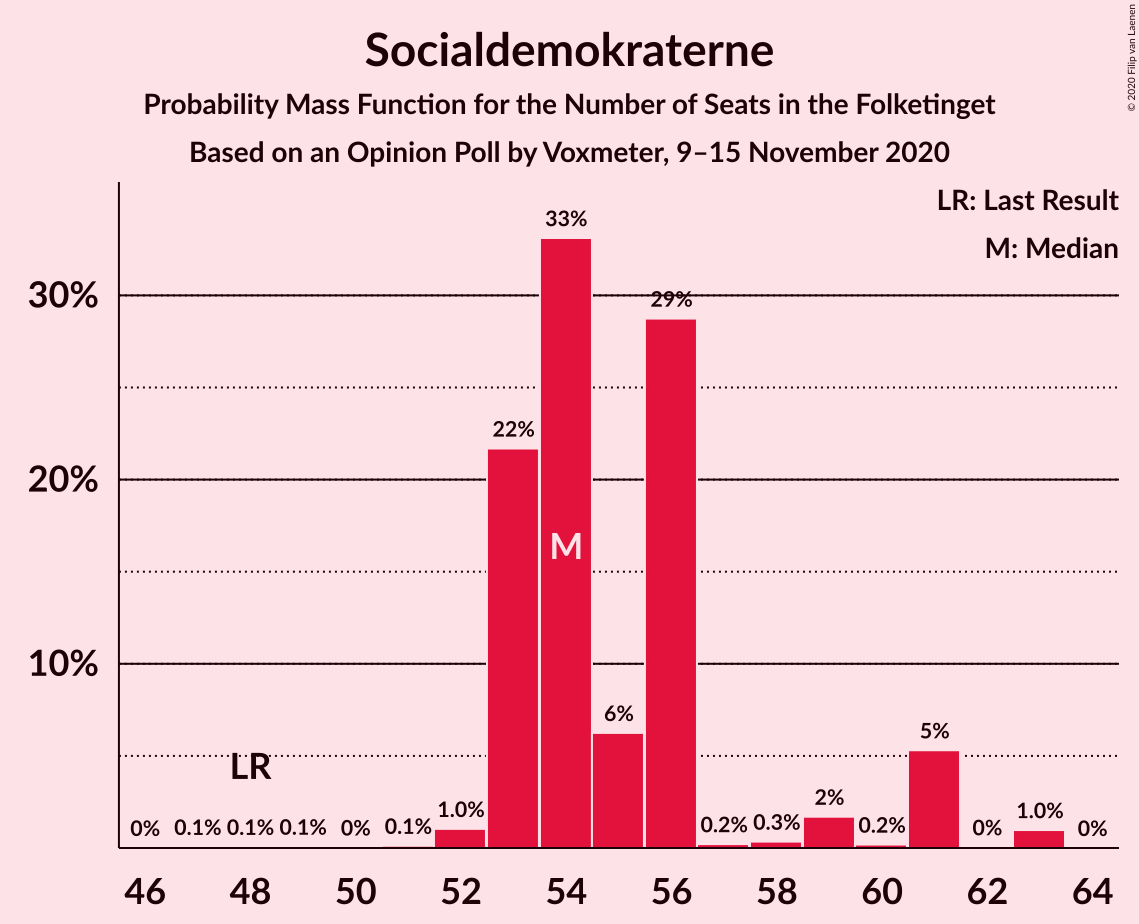 Socialdemokraterne
Probability Mass Function for the Number of Seats in the Folketinget
Based on an Opinion Poll by Voxmeter, 9–15 November 2020
© 2020 Filip van Laenen
LR: Last Result
M: Median
30%
20%
10%
0%
0.1%
0.1%
0.1%
0%
0.1%
1.0%
22%
33%
6%
29%
0.2%
0.3%
2%
0.2%
5%
0%
1.0%
0%
LR
M
46 48 50 52 54 56 58 60 62 64